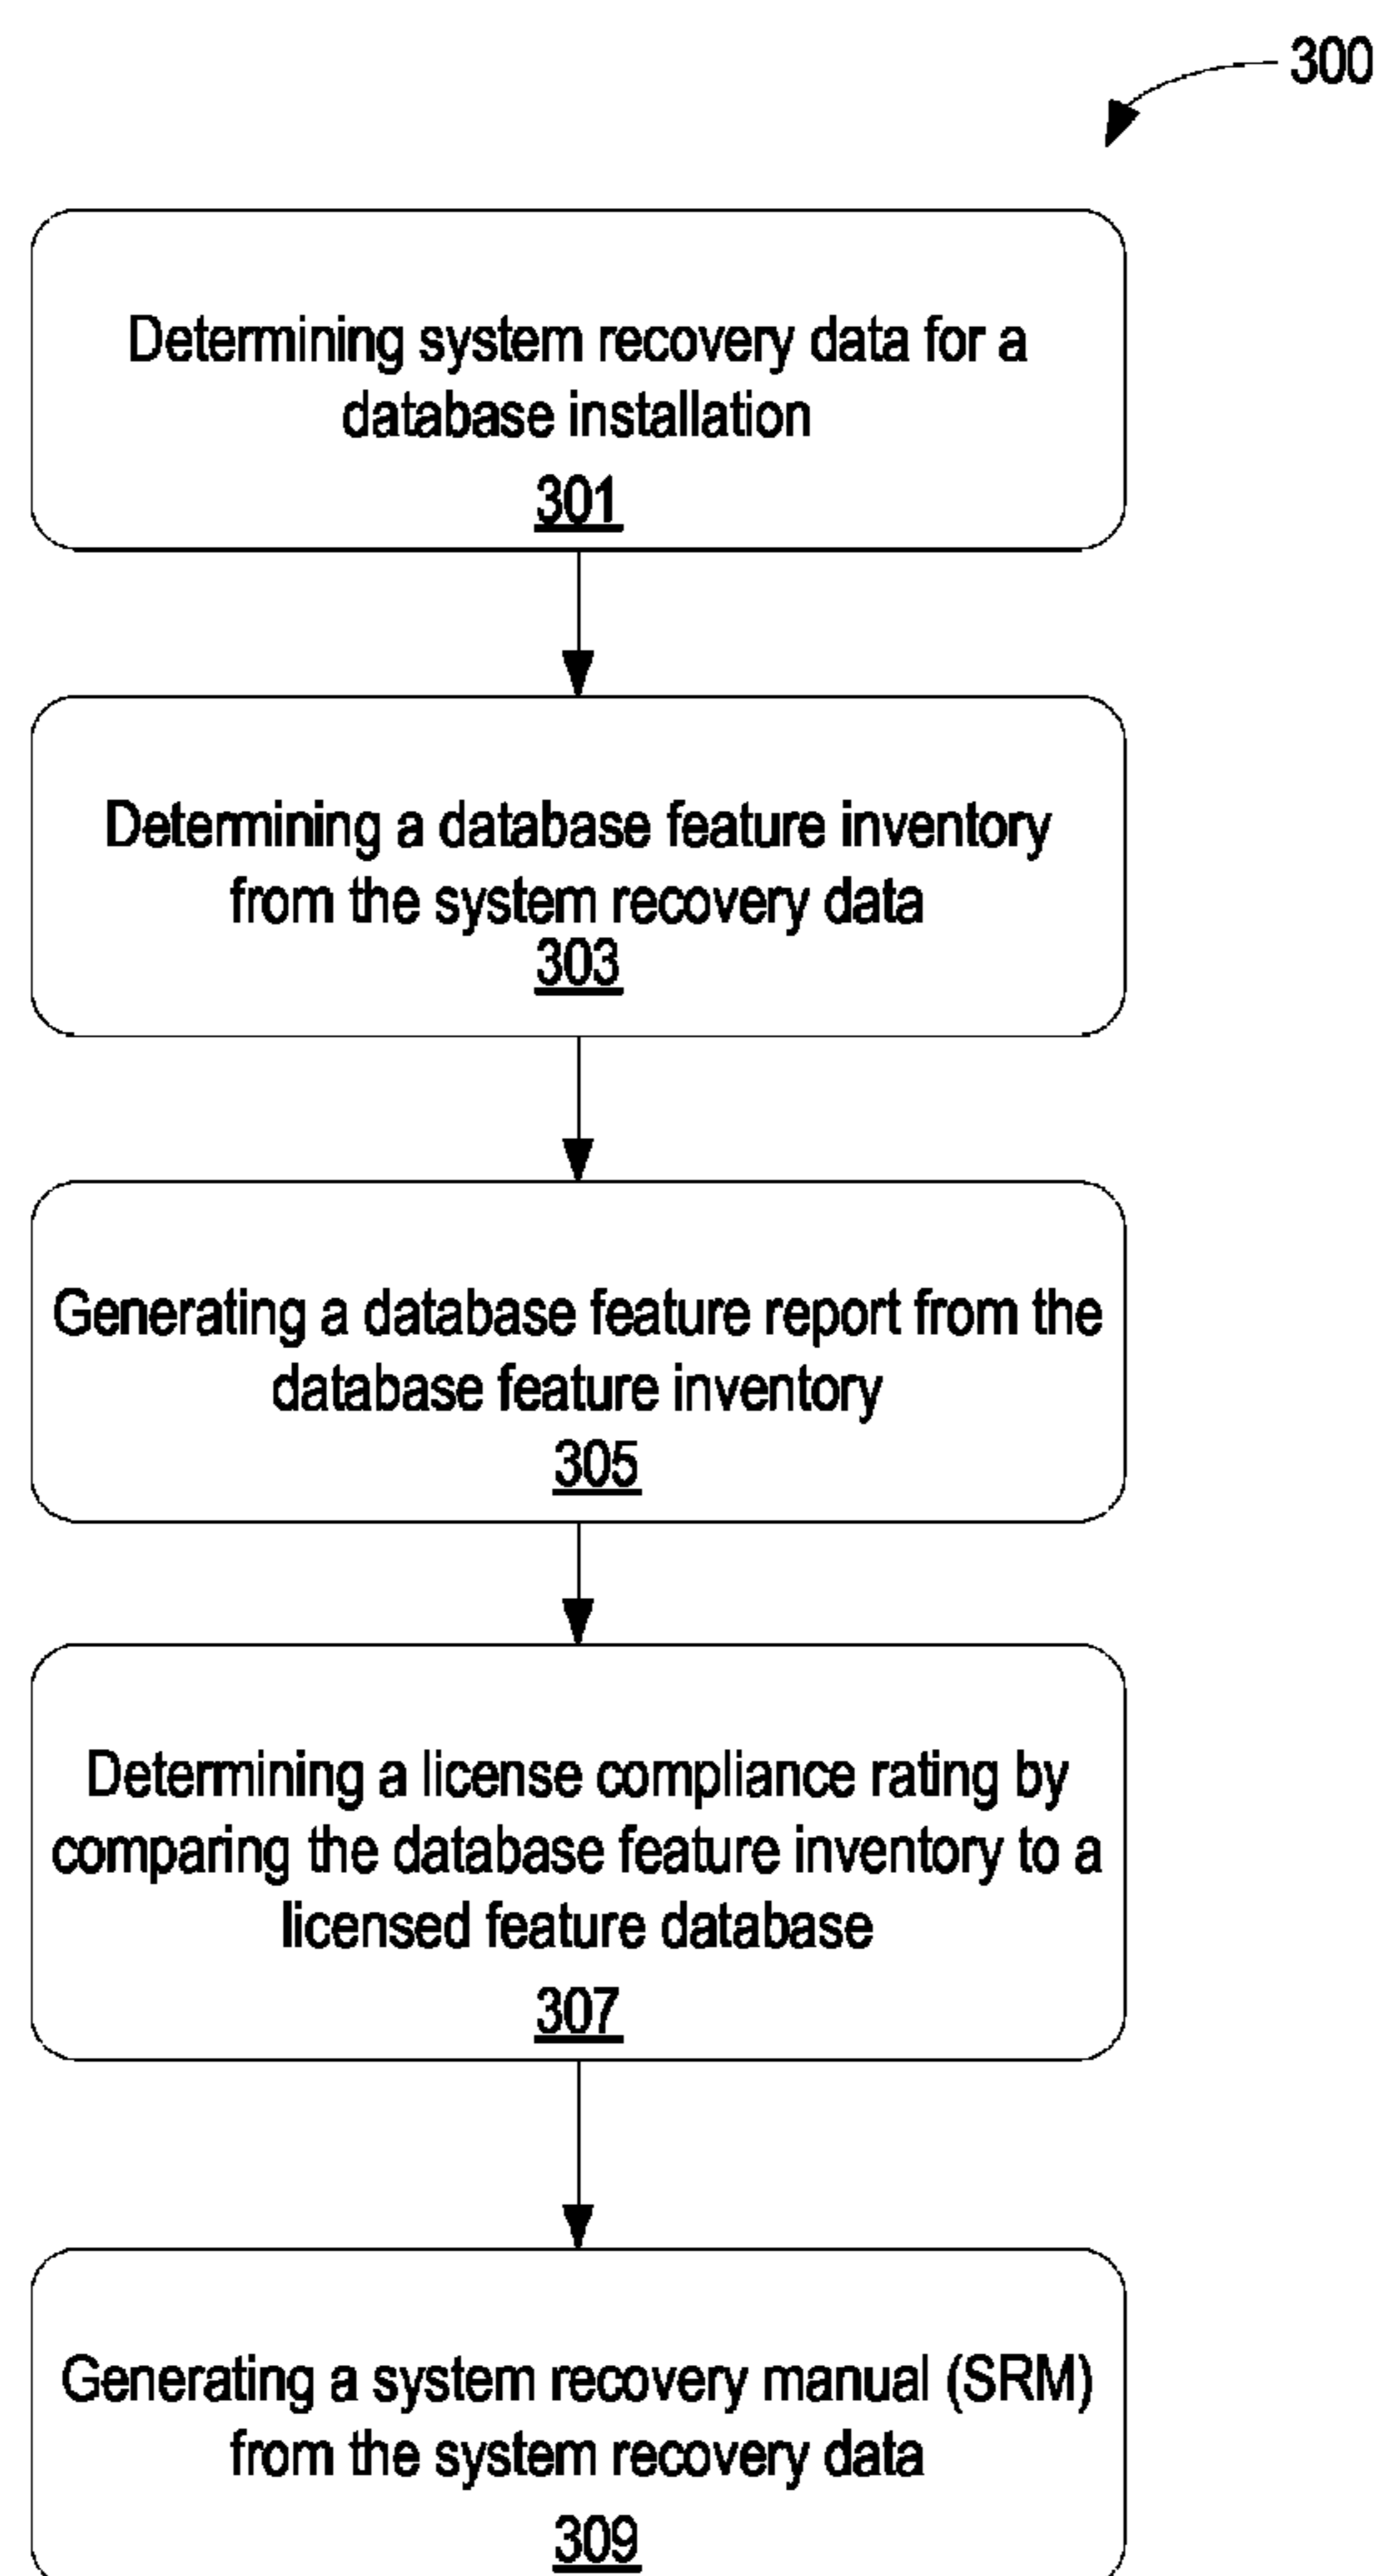 300
Determining system recovery data for a
database installation
301
Determining a database feature inventory
from the system recovery data
303
Generating a database feature report from the
database feature inventory
305
Determining a license compliance rating by
comparing the database feature inventory to a
licensed feature database
307
Generating a system recovery manual (SRM)
from the system recovery data
309